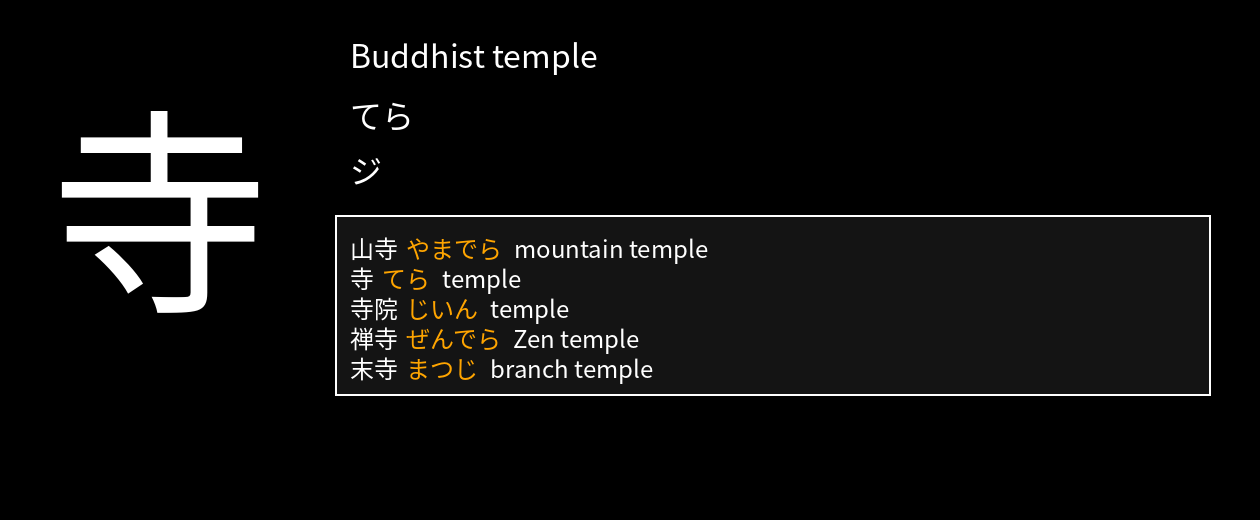 寺
Buddhist temple
てら
ジ
山寺 やまでら mountain temple
寺 てら temple
寺院 じいん temple
禅寺 ぜんでら Zen temple
末寺 まつじ branch temple